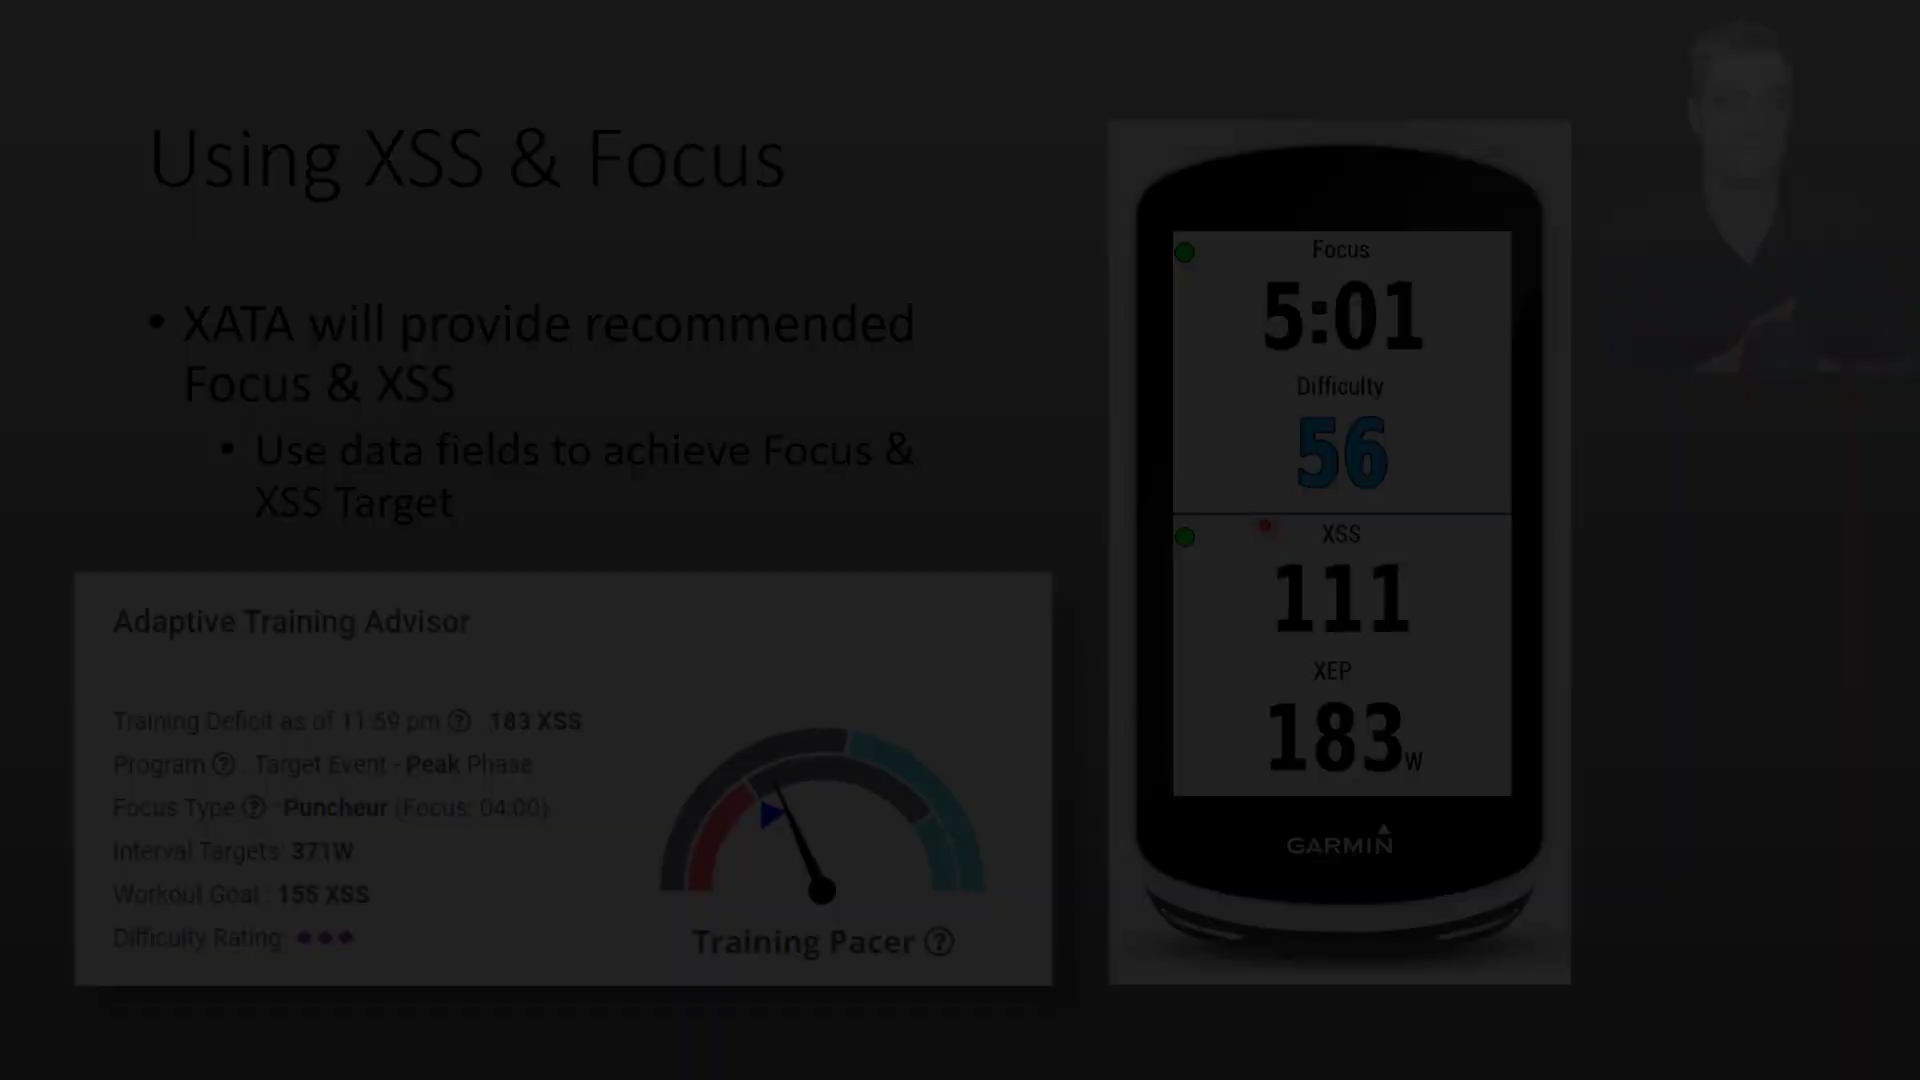 Using XSS & Focus
• XATA will provide recommended
Focus & XSS
• Use data fields to achieve Focus &
XSS Target
Adaptive Training Advisor
Training Deficit as of 11:59 pm ? : 183 XSS
Program ? : Target Event - Peak Phase
Focus Type ? : Puncheur (Focus: 04:00)
Interval Targets: 371W
Workout Goal : 155 XSS
Difficulty Rating:
Training Pacer ?
Focus
5:01
Difficulty
56
XSS
111
XEP
183W
GARMIN